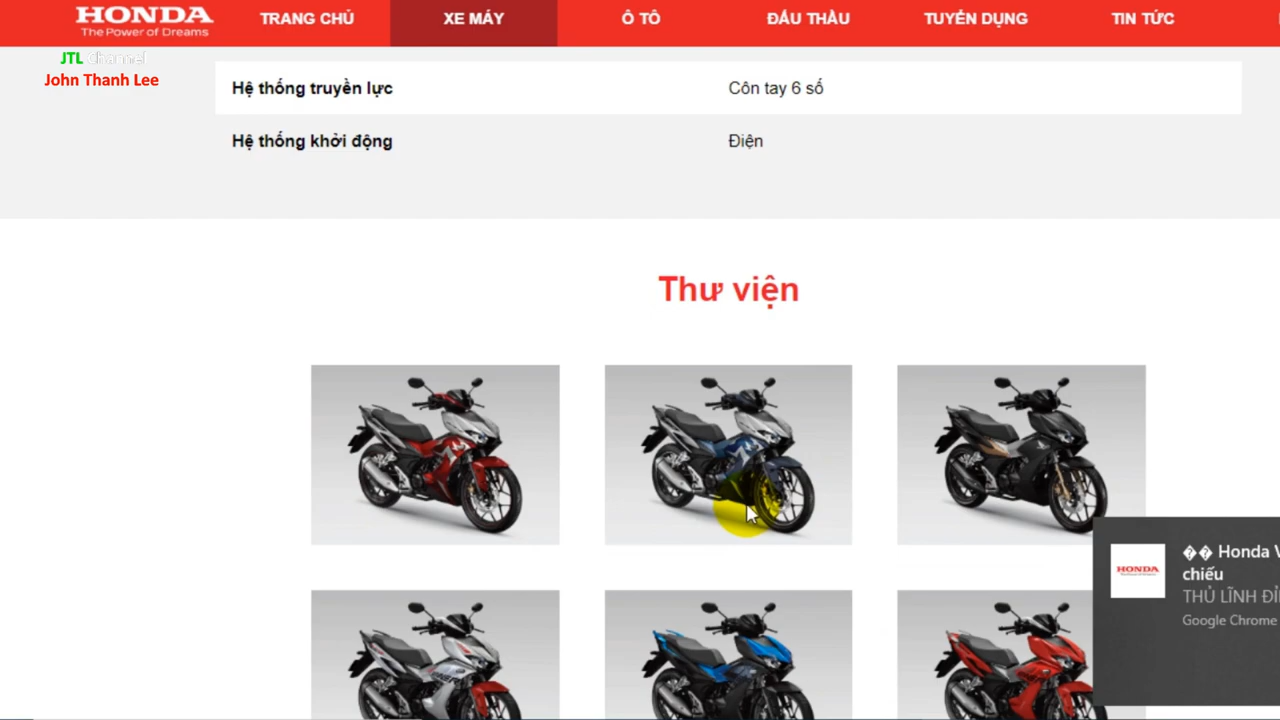 HONDA
The Power of Dreams
TRANG CHỦ
XE MÁY
Ô TÔ
ĐẤU THẦU
TUYỂN DỤNG
TIN TỨC
JTL Channel
John Thanh Lee
Hệ thống truyền lực
Côn tay 6 số
Hệ thống khởi động
Điện
Thư viện
HONDA
Honda V
chiếu
THỦ LĨNH
Google Chrome